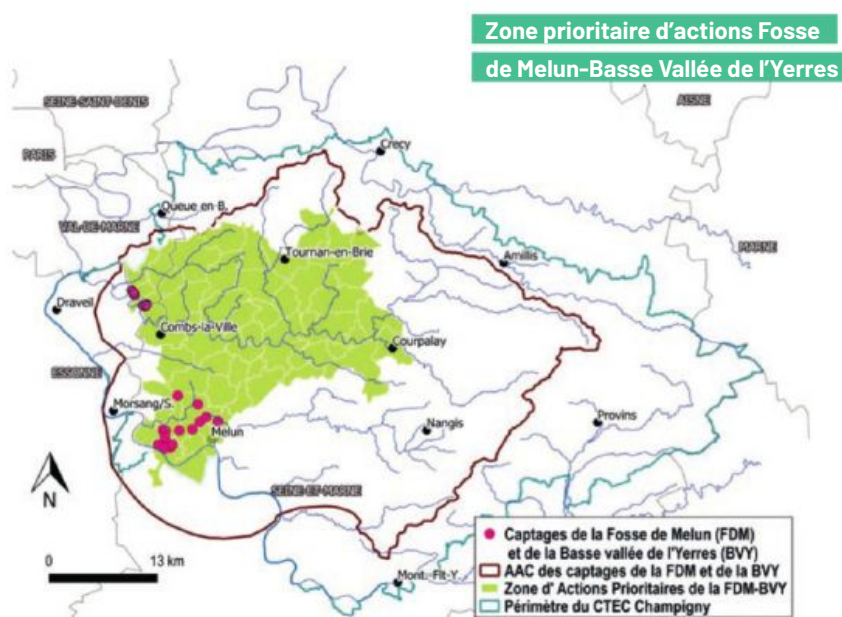 Zone prioritaire d'actions Fosse
de Melun-Basse Vallée de l'Yerres
SEINE-SAINT-DENIS
AISNE
PARIS
Crecy
Queue en B.
VAL-DE-MARNE
MARNE
Tournan-en-Brie
Amillis
Draveil
Combs-la-Ville
Courpalay
ESSONNE
Morsang/S.
Melun
Nangis
Provins
N
SEINE-ET-MARNE
0 13 km
Mont.-Flt-Y.
Captages de la Fosse de Melun (FDM)
et de la Basse vallée de l'Yerres (BVY)
AAC des captages de la FDM et de la BVY
Zone d' Actions Prioritaires de la FDM-BVY
Périmètre du CTEC Champigny